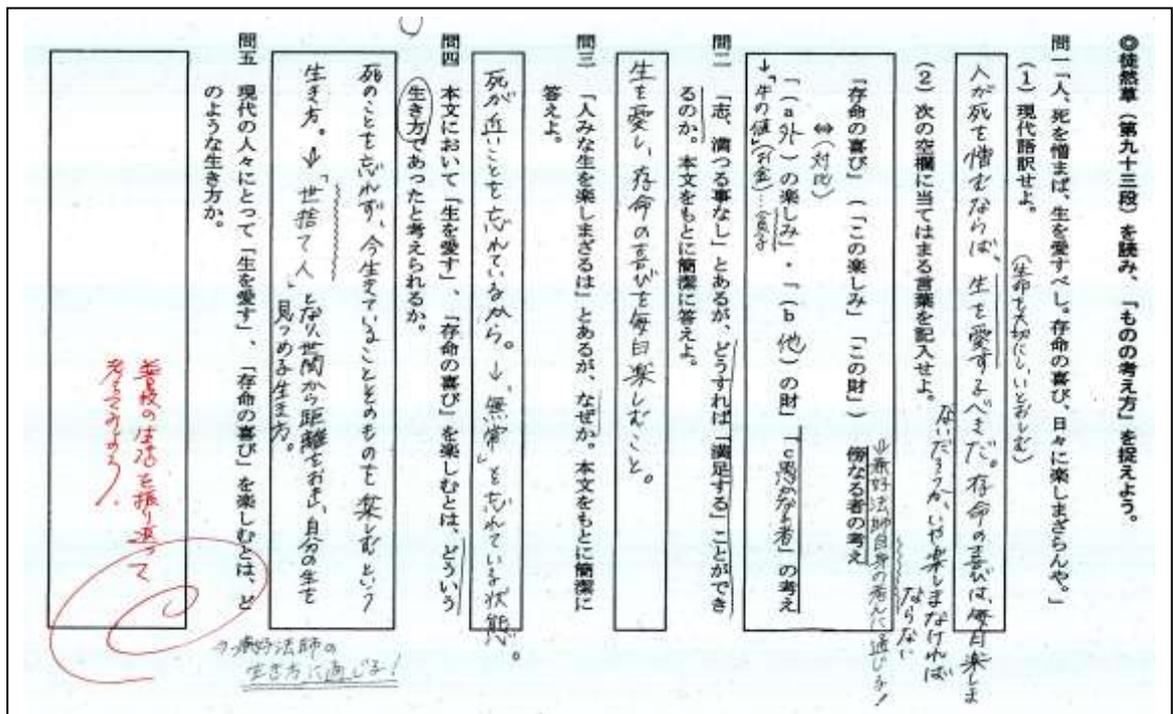 ◎徒然草（第九十三段）を読み、「ものの考え方」を捉えよう。
問一「人、死を憎まば、生を愛すべし。存命の喜び、日々に楽しまざらんや。」
（１）現代語訳せよ。
（生命を大切にしいとおしむ）
人が死を憎むならば、生を愛するべきだ。存命の喜びは、毎日楽しま
ないだろうか、いや楽しまなければ
ならない
（２）次の空欄に当てはまる言葉を記入せよ。
「存命の喜び」（「この楽しみ」「この財」）傍なる者の考え
⇒兼好法師自身の考えに通じる！
⇔（対比）
「（a外）の楽しみ」・「（b他）の財」「c愚かなる者」の考え
↓「牛の値」（対金）…
問二「志、満つる事なし」とあるが、どうすれば「満足する」ことができ
るのか。本文をもとに簡潔に答えよ。
生を愛し、存命の喜びを毎日楽しむこと。
問三「人みな生を楽しまざるは」とあるが、なぜか。本文をもとに簡潔に
答えよ。
死が近いことを忘れているから。→「無常」を忘れている状態。
問四 本文において「生を愛す」、「存命の喜び」を楽しむとは、どういう
生き方であったと考えられるか。
死のことを忘れず、今生きていることそのものを楽しむという
生き方。⇒「世捨て人」となり、世間から距離をおき、自分の生を
見つめる生き方。
→兼好法師の
生き方に通じる！
問五 現代の人々にとって「生を愛す」、「存命の喜び」を楽しむとは、ど
のような生き方か。
普段の生活を振り返って
考えてみよう！